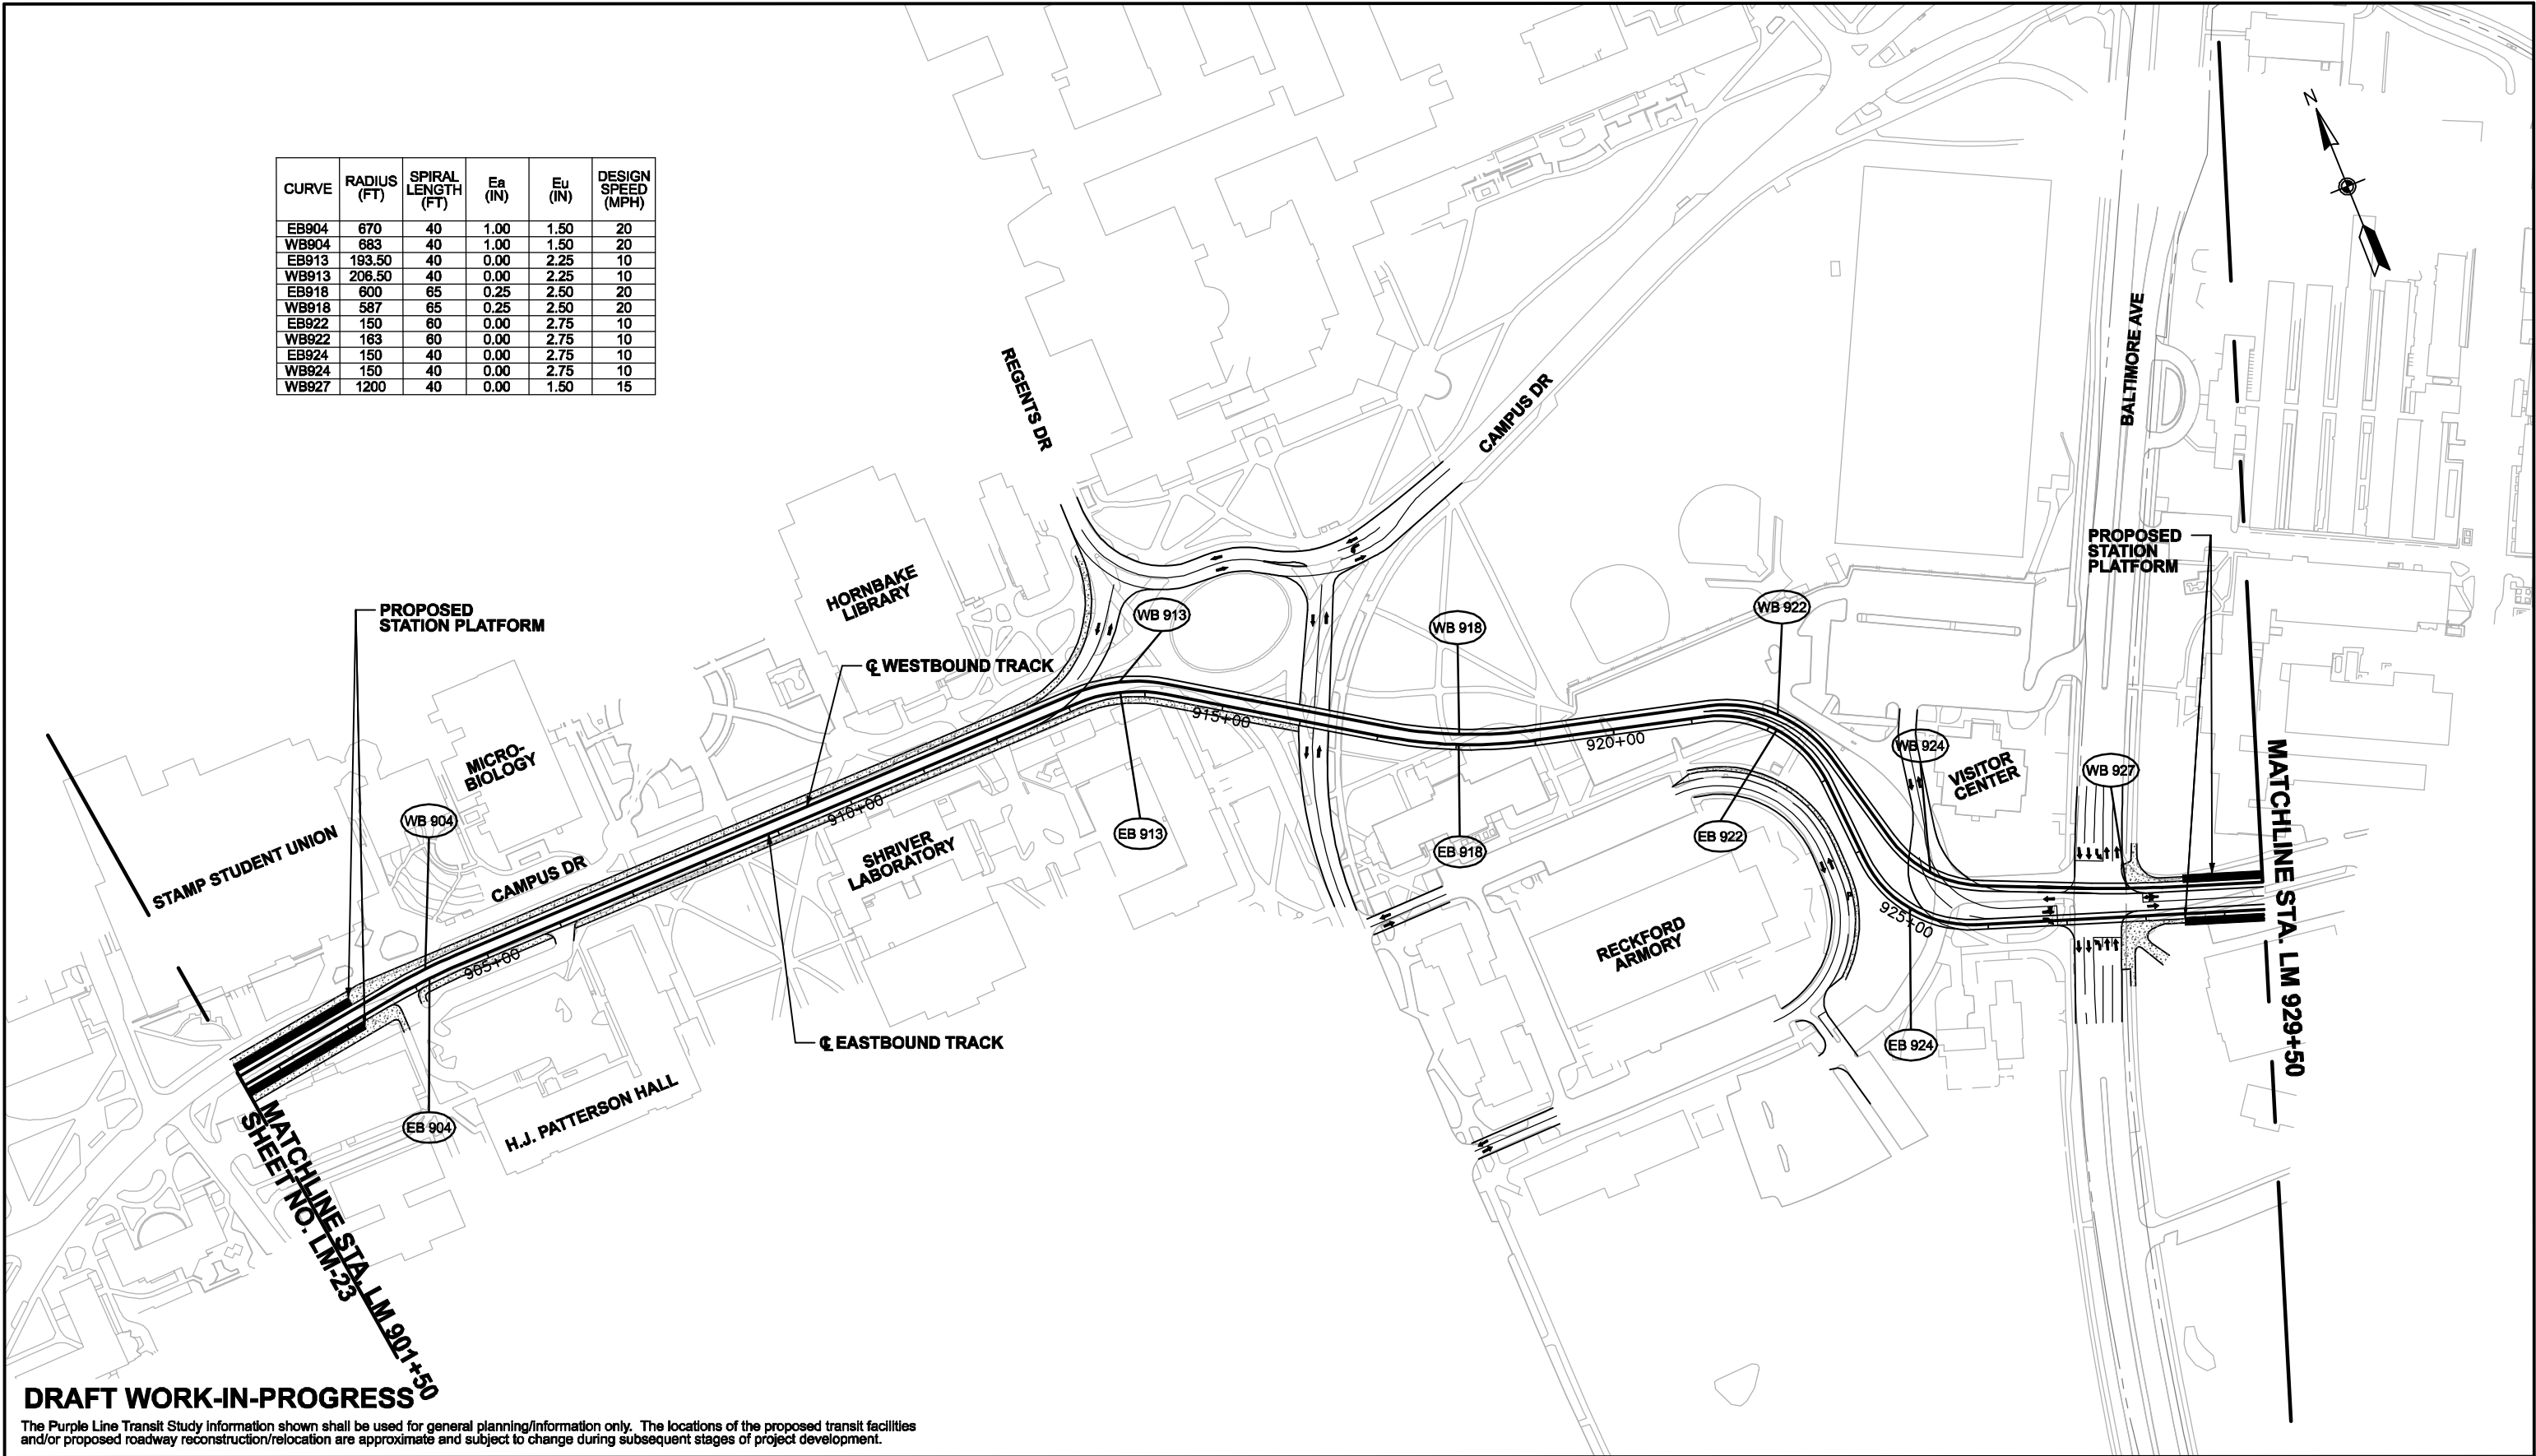 CURVE RADIUS (FT) SPIRAL LENGTH (FT) Ea (IN) Eu (IN) DESIGN SPEED (MPH)
EB904 670 40 1.00 1.50 20
WB904 683 40 1.00 1.50 20
EB913 193.50 40 0.00 2.25 10
WB913 206.50 40 0.00 2.25 10
EB918 600 65 0.25 2.50 20
WB918 587 65 0.25 2.50 20
EB922 150 60 0.00 2.75 10
WB922 163 60 0.00 2.75 10
EB924 150 40 0.00 2.75 10
WB924 150 40 0.00 2.75 10
WB927 1200 40 0.00 1.50 15
N
REGENTS DR
CAMPUS DR
BALTIMORE AVE
PROPOSED
STATION
PLATFORM
HORNBAKE
LIBRARY
PROPOSED
STATION PLATFORM
WB 913
WB 918
WB 922
℄ WESTBOUND TRACK
915+00
920+00
WB 924
VISITOR
CENTER
WB 927
MICRO-
BIOLOGY
WB 904
910+00
EB 913
EB 918
EB 922
SHRIVER
LABORATORY
STAMP STUDENT UNION
CAMPUS DR
905+00
925+00
RECKFORD
ARMORY
℄ EASTBOUND TRACK
EB 924
MATCHLINE STA. LM 929+50
EB 904
H.J. PATTERSON HALL
MATCHLINE STA. LM 901+50
SHEET NO. LM-23
DRAFT WORK-IN-PROGRESS
The Purple Line Transit Study information shown shall be used for general planning/information only. The locations of the proposed transit facilities
and/or proposed roadway reconstruction/relocation are approximate and subject to change during subsequent stages of project development.